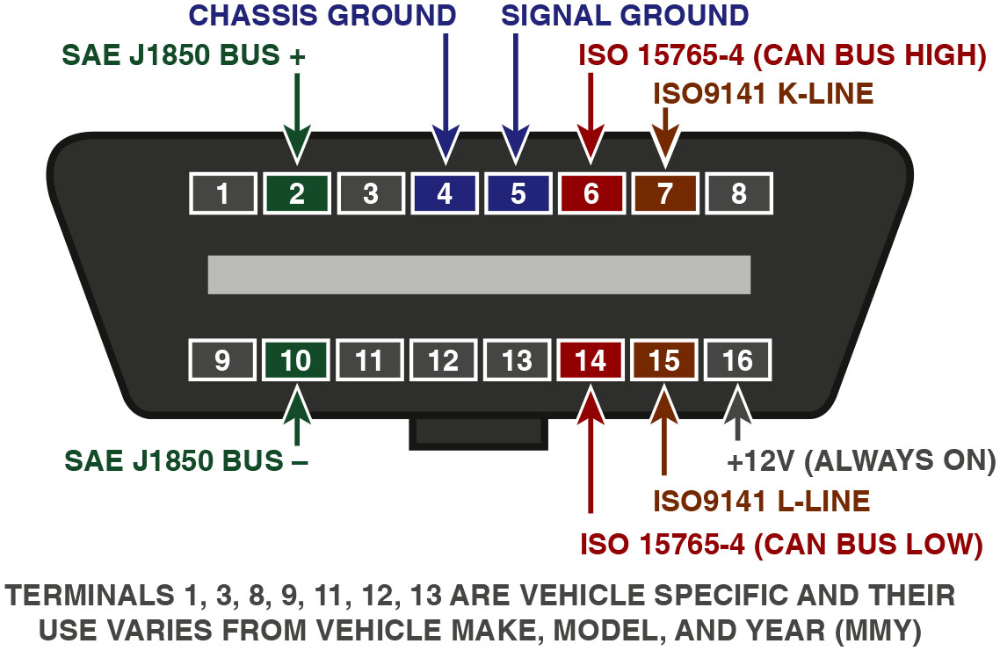 CHASSIS GROUND
SIGNAL GROUND
SAE J1850 BUS +
ISO 15765-4 (CAN BUS HIGH)
ISO9141 K-LINE
1 2 3 4 5 6 7 8
9 10 11 12 13 14 15 16
SAE J1850 BUS –
+12V (ALWAYS ON)
ISO9141 L-LINE
ISO 15765-4 (CAN BUS LOW)
TERMINALS 1, 3, 8, 9, 11, 12, 13 ARE VEHICLE SPECIFIC AND THEIR
USE VARIES FROM VEHICLE MAKE, MODEL, AND YEAR (MMY)